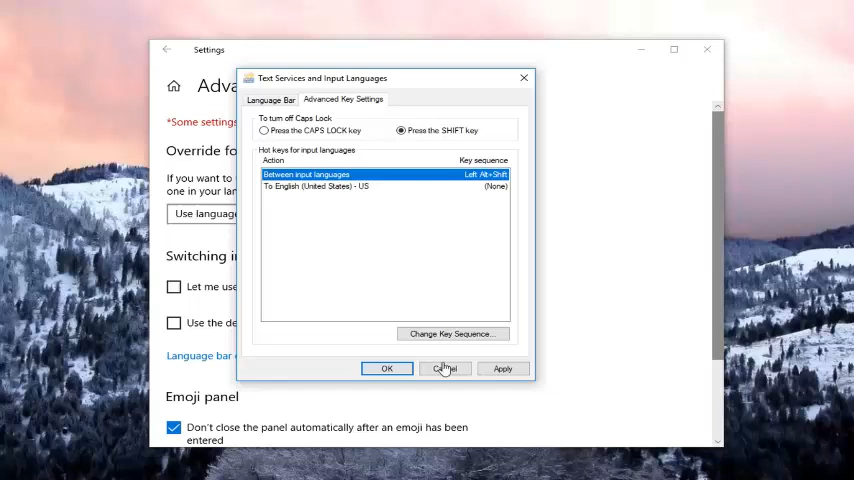 Settings
Text Services and Input Languages
Adva
Language Bar
Advanced Key Settings
*Some settings
To turn off Caps Lock
Press the CAPS LOCK key
Press the SHIFT key
Override fo
Hot keys for input languages
Action
Key sequence
If you want to
Between input languages
Left Alt+Shift
one in your lan
To English (United States) - US
(None)
Use language
Switching in
Let me use
Use the de
Change Key Sequence...
Language bar
OK
Apply
Emoji panel
Don't close the panel automatically after an emoji has been
entered